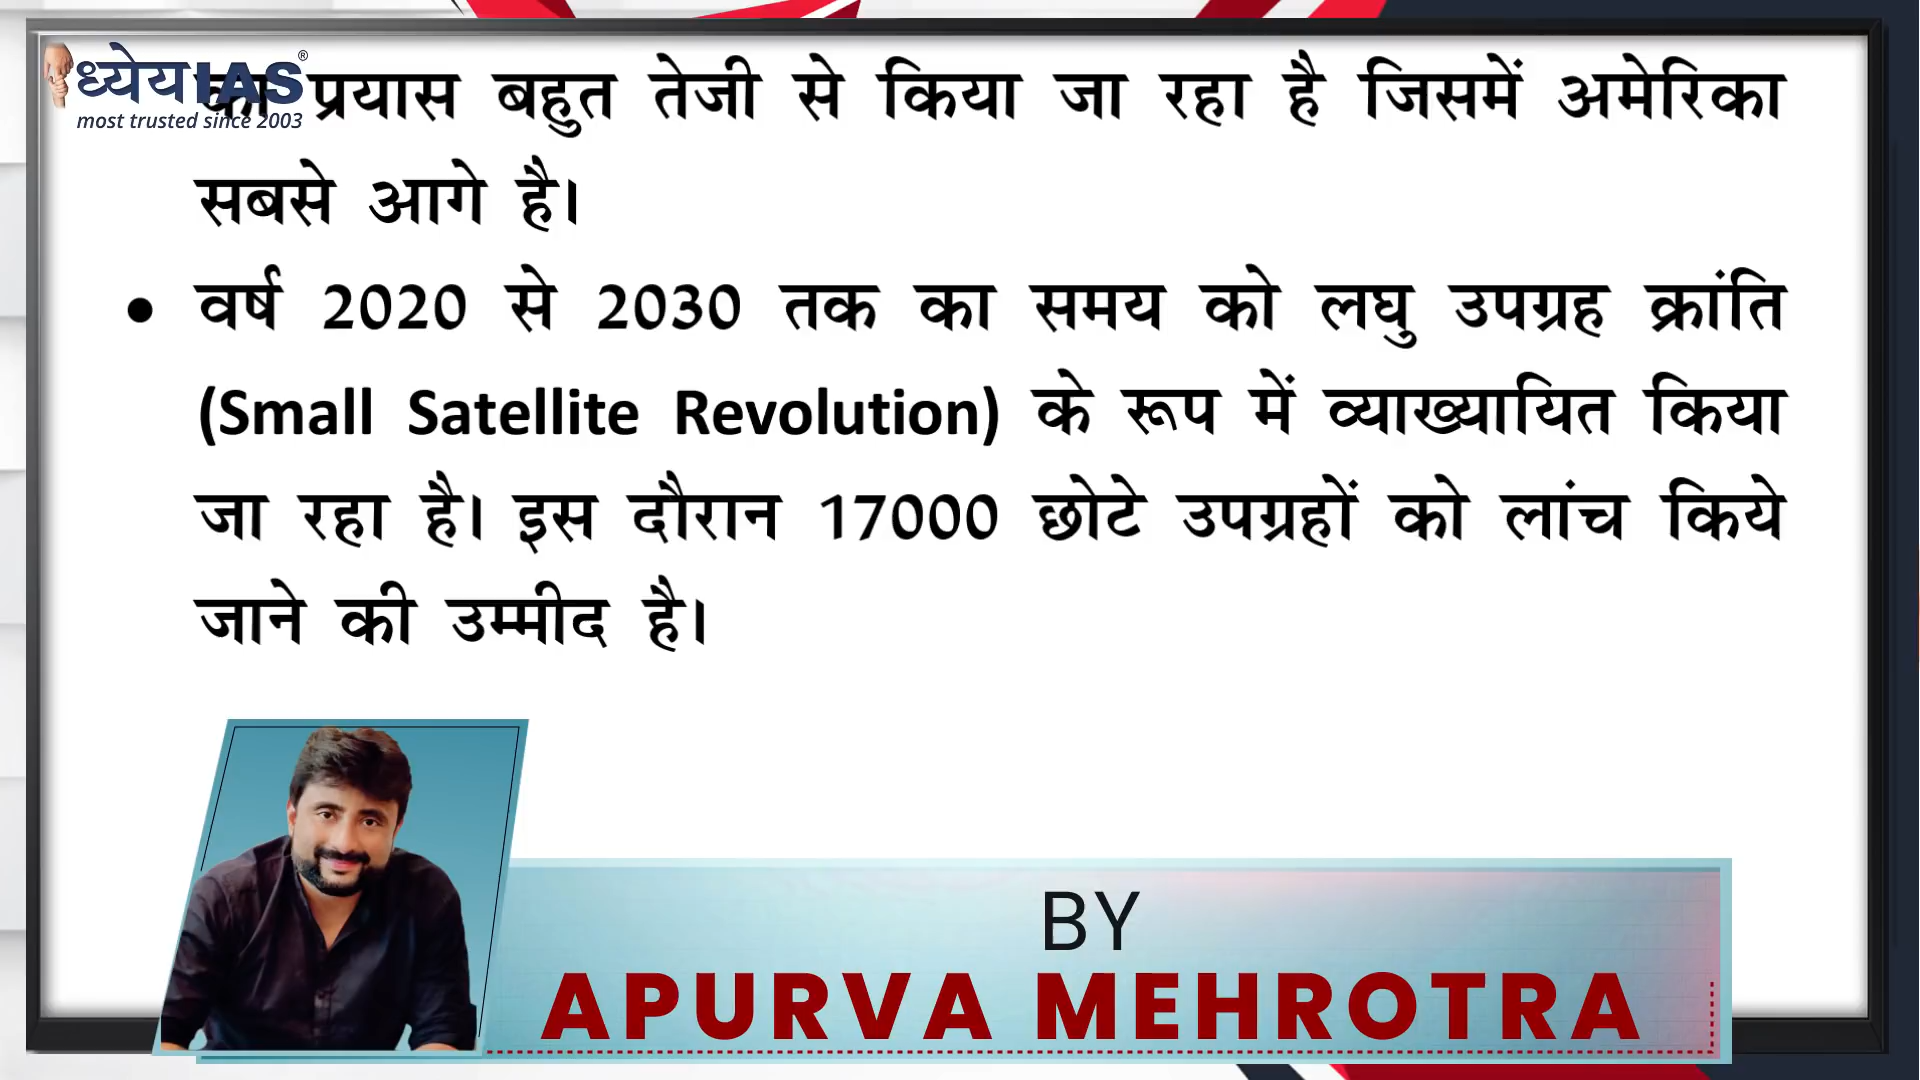 ध्येय IAS®
most trusted since 2003
का प्रयास बहुत तेजी से किया जा रहा है जिसमें अमेरिका
सबसे आगे है।
• वर्ष 2020 से 2030 तक का समय को लघु उपग्रह क्रांति
(Small Satellite Revolution) के रूप में व्याख्यायित किया
जा रहा है। इस दौरान 17000 छोटे उपग्रहों को लांच किये
जाने की उम्मीद है।
BY
APURVA MEHROTRA